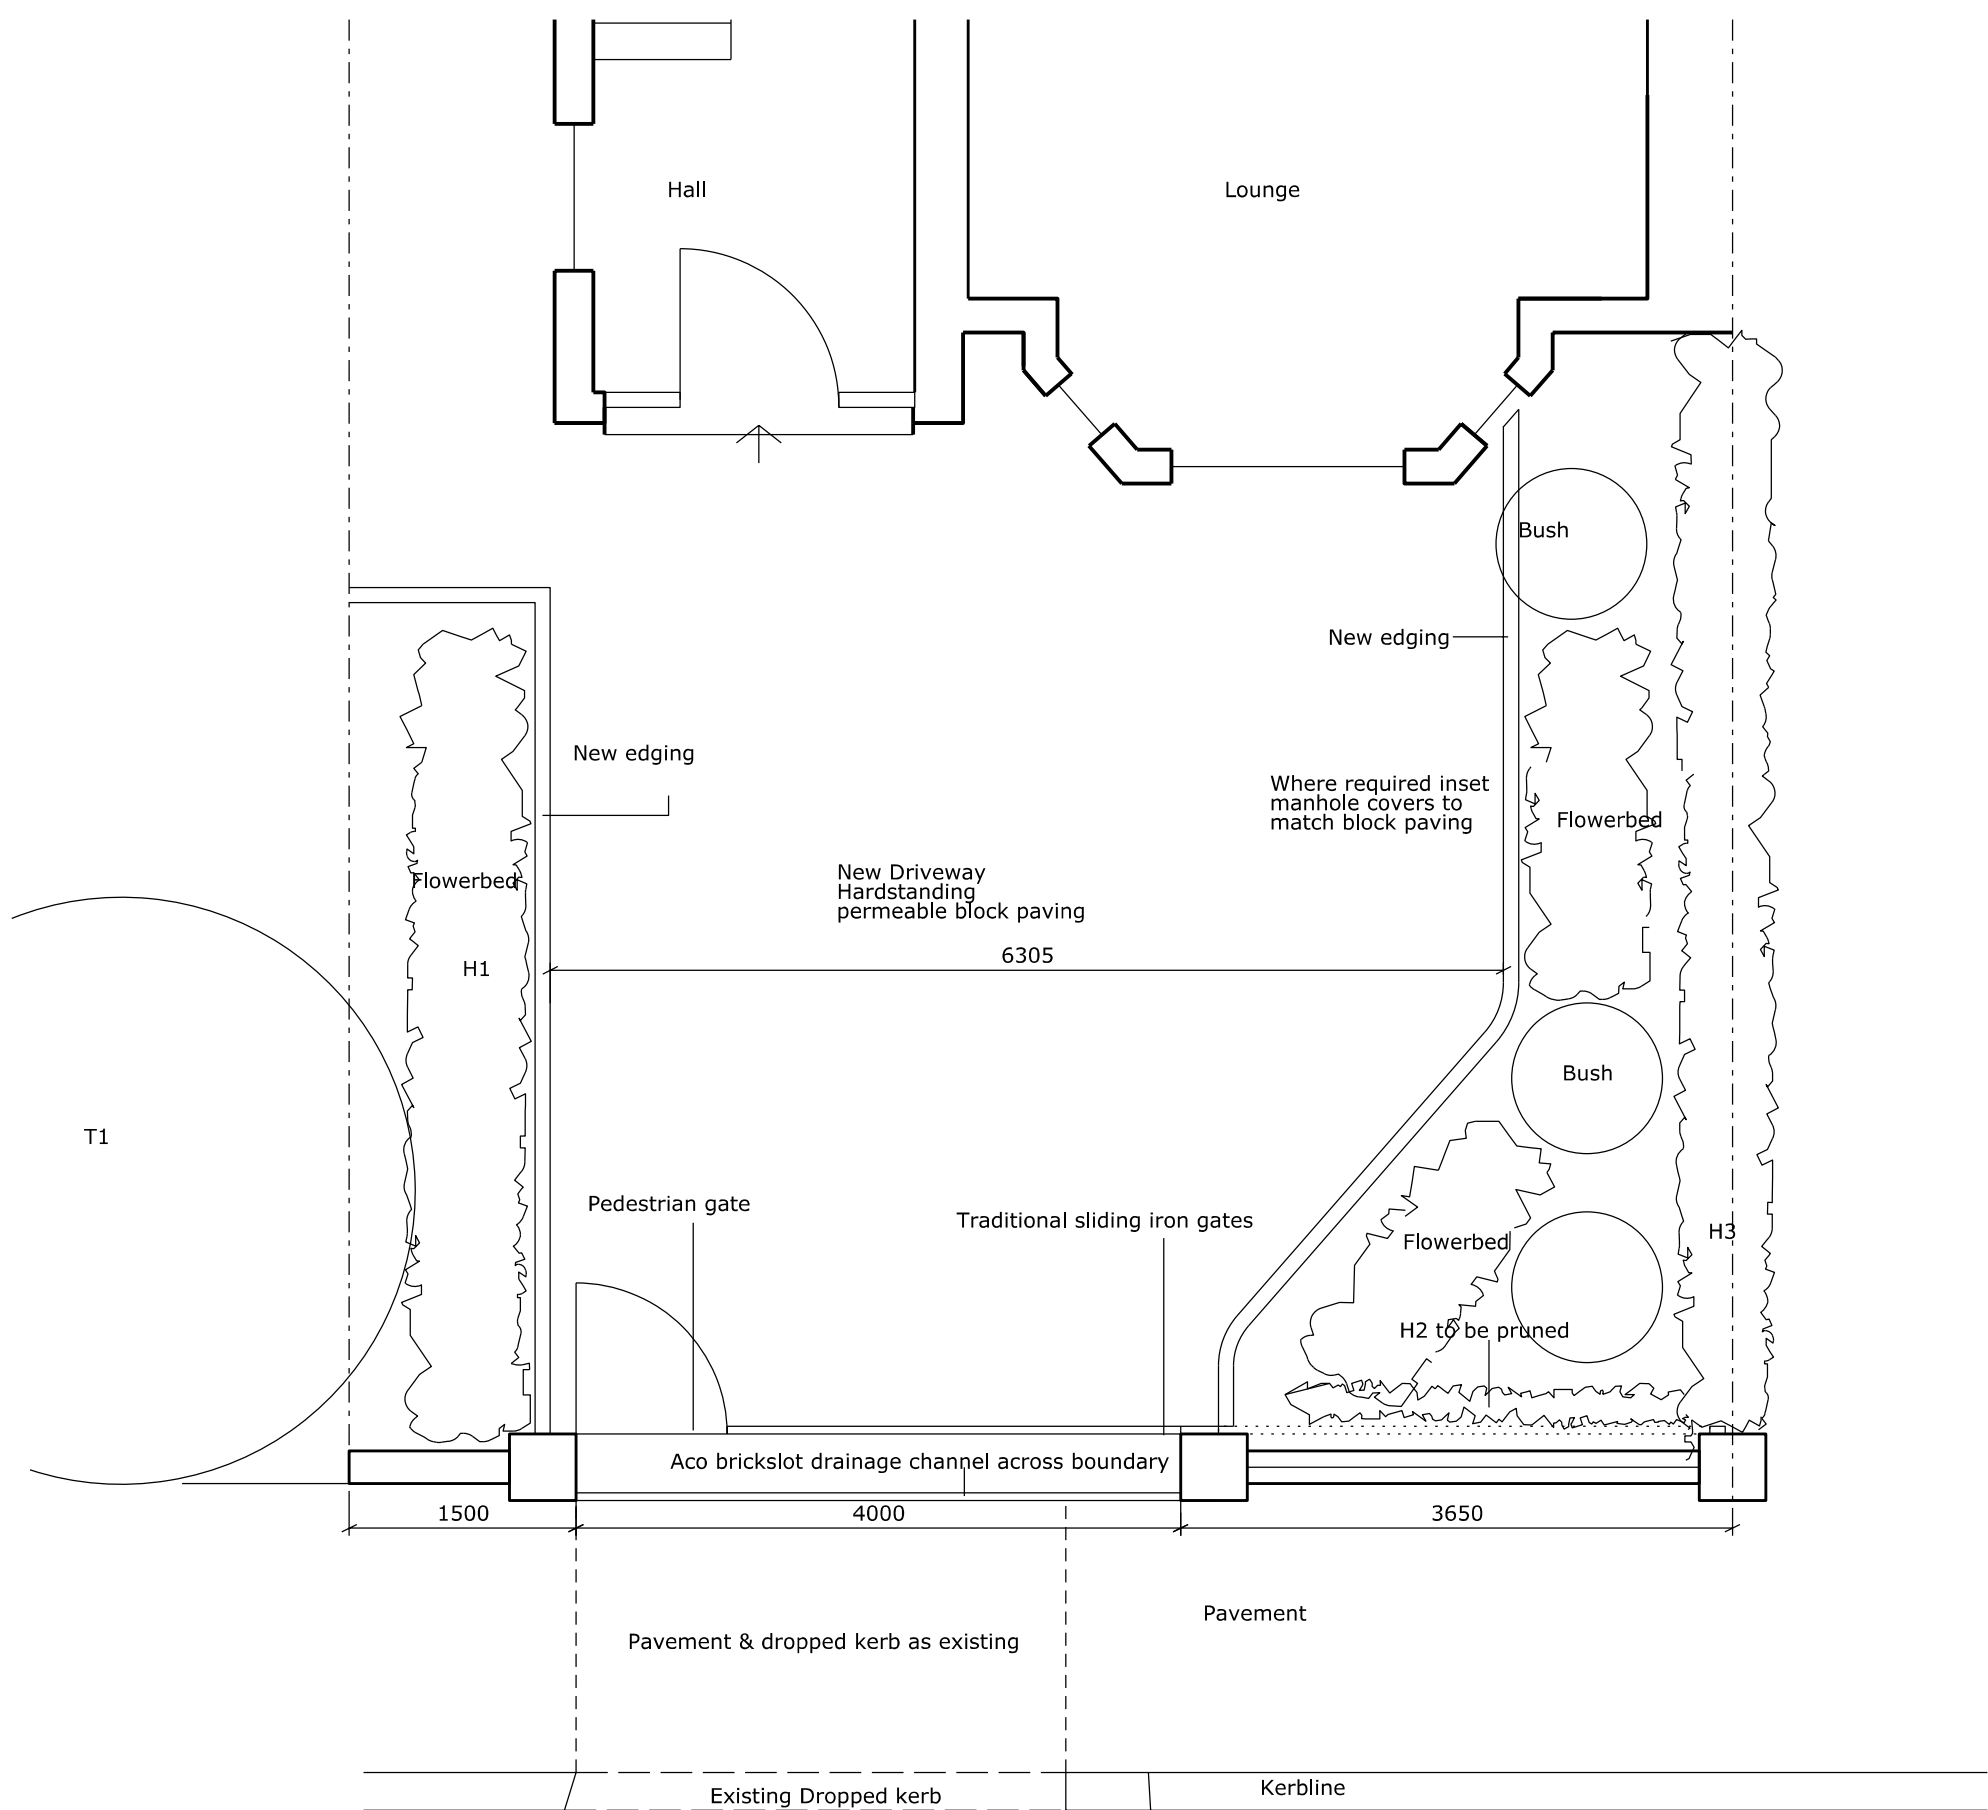 Hall
Lounge
Bush
New edging
New edging
Where required inset
manhole covers to
match block paving
Flowerbed
New Driveway
Hardstanding
permeable block paving
Flowerbed
6305
H1
Bush
T1
Pedestrian gate
Traditional sliding iron gates
H3
Flowerbed
H2 to be pruned
Aco brickslot drainage channel across boundary
1500
4000
3650
Pavement
Pavement & dropped kerb as existing
Existing Dropped kerb
Kerbline